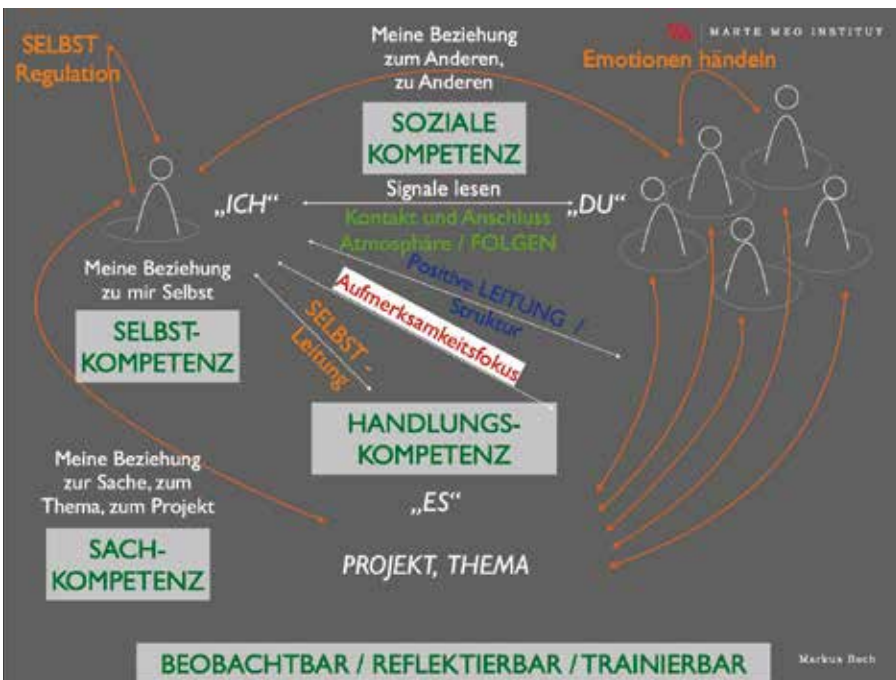 MARTE MEO INSTITUT
SELBST
Regulation
Meine Beziehung
zum Anderen,
zu Anderen
Emotionen händeln
SOZIALE
KOMPETENZ
„ICH“
Signale lesen
„DU“
Kontakt und Anschluss
Atmosphäre / FOLGEN
Positive LEITUNG /
Struktur
Aufmerksamkeitsfokus
SELBST -
Leitung
Meine Beziehung
zu mir Selbst
SELBST-
KOMPETENZ
HANDLUNGS-
KOMPETENZ
Meine Beziehung
zur Sache, zum
Thema, zum Projekt
„ES“
SACH-
KOMPETENZ
PROJEKT, THEMA
BEOBACHTBAR / REFLEKTIERBAR / TRAINIERBAR
Markus Bach